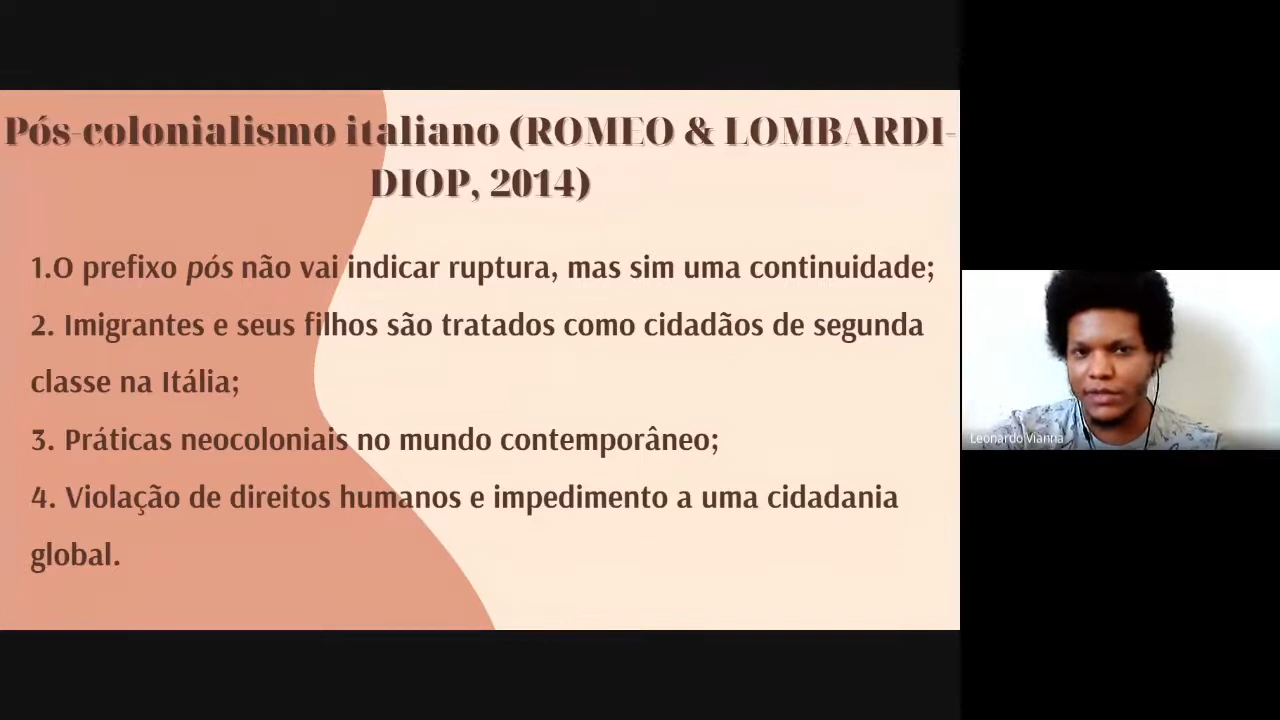 Pós-colonialismo italiano (ROMEO & LOMBARDI-
DIOP, 2014)
1.O prefixo pós não vai indicar ruptura, mas sim uma continuidade;
2. Imigrantes e seus filhos são tratados como cidadãos de segunda
classe na Itália;
3. Práticas neocoloniais no mundo contemporâneo;
4. Violação de direitos humanos e impedimento a uma cidadania
global.
Leonardo Vianna